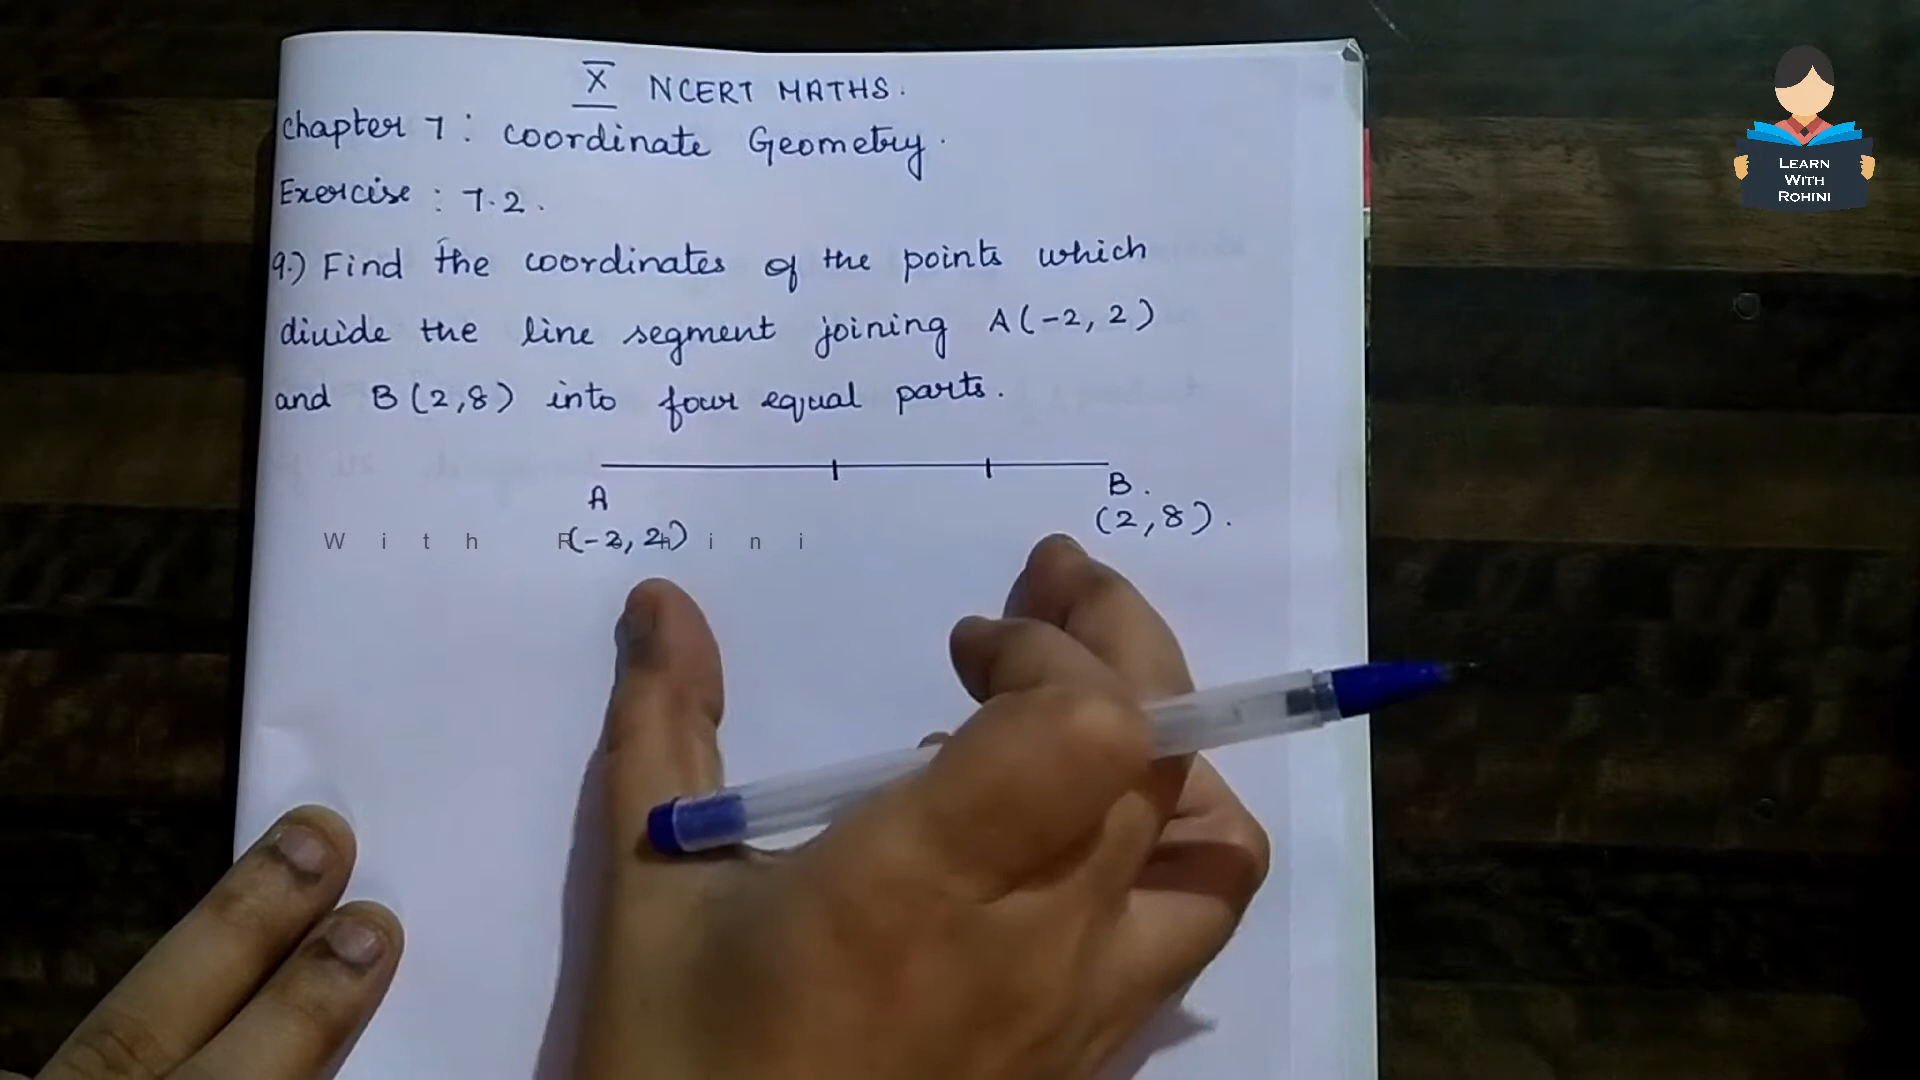 X NCERT MATHS.
Chapter 7: Coordinate Geometry.
Exercise: 7.2.
9.) Find the coordinates of the points which
divide the line segment joining A(-2, 2)
and B(2,8) into four equal parts.
A
B.
(-2, 2)
(2,8).
With R ini
LEARN
WITH
ROHINI